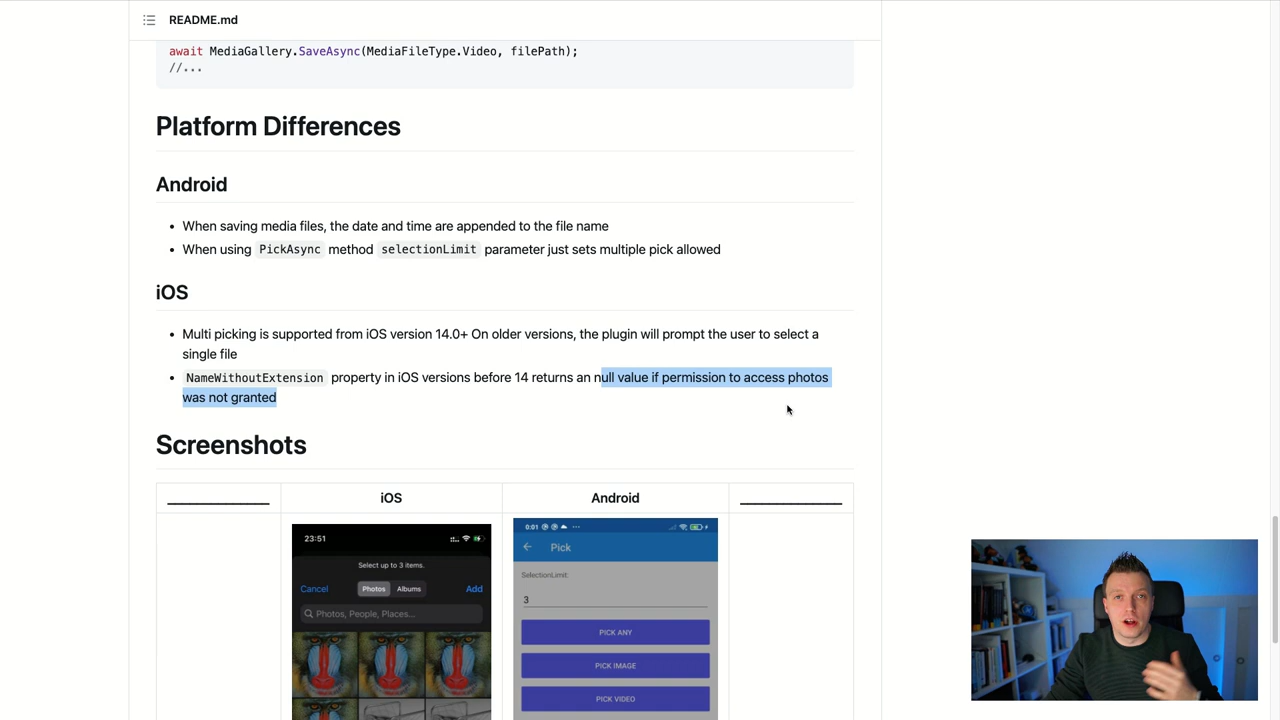 README.md
await MediaGallery.SaveAsync(MediaFileType.Video, filePath);
//...
Platform Differences
Android
When saving media files, the date and time are appended to the file name
When using PickAsync method selectionLimit parameter just sets multiple pick allowed
iOS
Multi picking is supported from iOS version 14.0+ On older versions, the plugin will prompt the user to select a
single file
NameWithoutExtension property in iOS versions before 14 returns an null value if permission to access photos
was not granted
Screenshots
______________ iOS Android ______________
23:51
Select up to 3 items.
Cancel Photos Albums Add
Photos, People, Places...
0:01
Pick
SelectionLimit:
3
PICK ANY
PICK IMAGE
PICK VIDEO